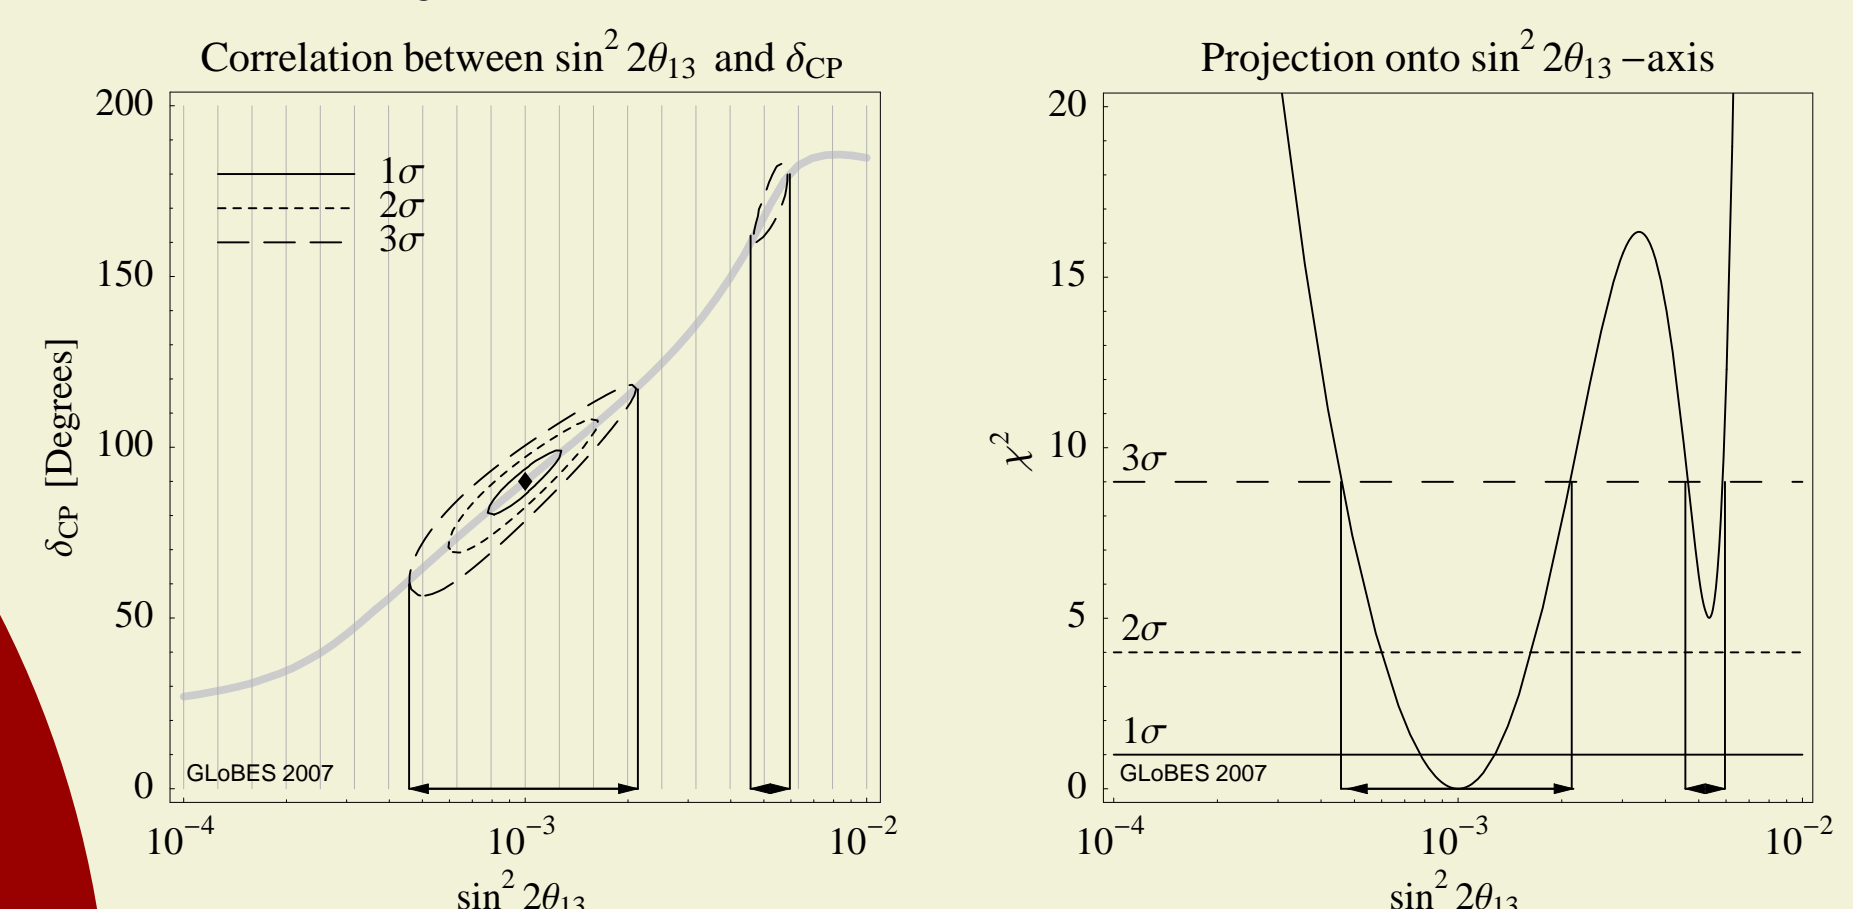 Correlation between sin² 2θ₁₃ and δCP
200
150
100
50
0
δCP [Degrees]
1σ
2σ
3σ
GLoBES 2007
10⁻⁴ 10⁻³ 10⁻²
sin² 2θ₁₃
Projection onto sin² 2θ₁₃ −axis
20
15
10
5
0
χ²
3σ
2σ
1σ
GLoBES 2007
10⁻⁴ 10⁻³ 10⁻²
sin² 2θ₁₃